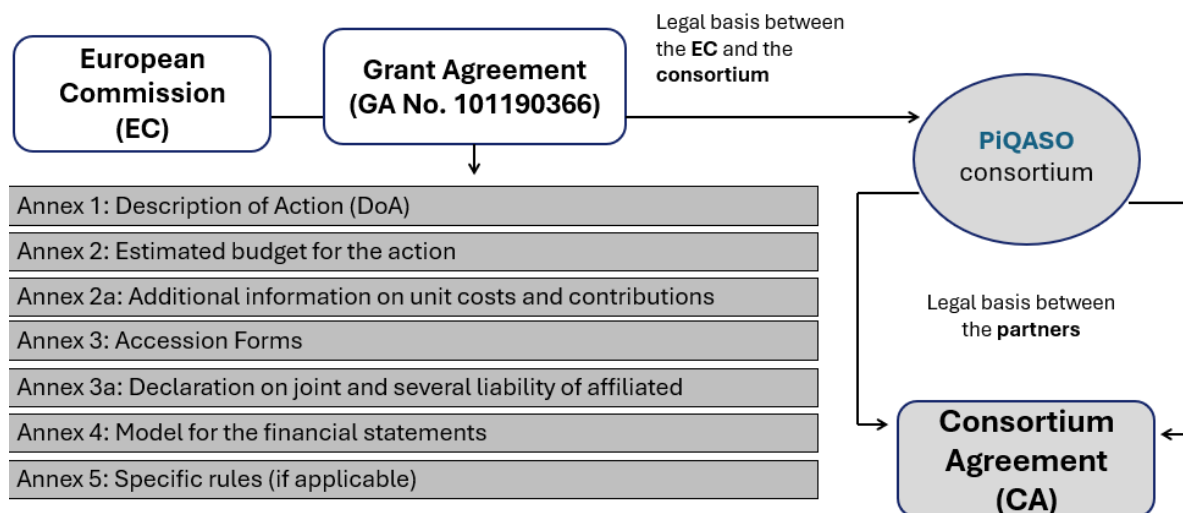 European
Commission
(EC)
Grant Agreement
(GA No. 101190366)
Legal basis between
the EC and the
consortium
PiQASO
consortium
Annex 1: Description of Action (DoA)
Annex 2: Estimated budget for the action
Annex 2a: Additional information on unit costs and contributions
Annex 3: Accession Forms
Annex 3a: Declaration on joint and several liability of affiliated
Annex 4: Model for the financial statements
Annex 5: Specific rules (if applicable)
Legal basis between
the partners
Consortium
Agreement
(CA)